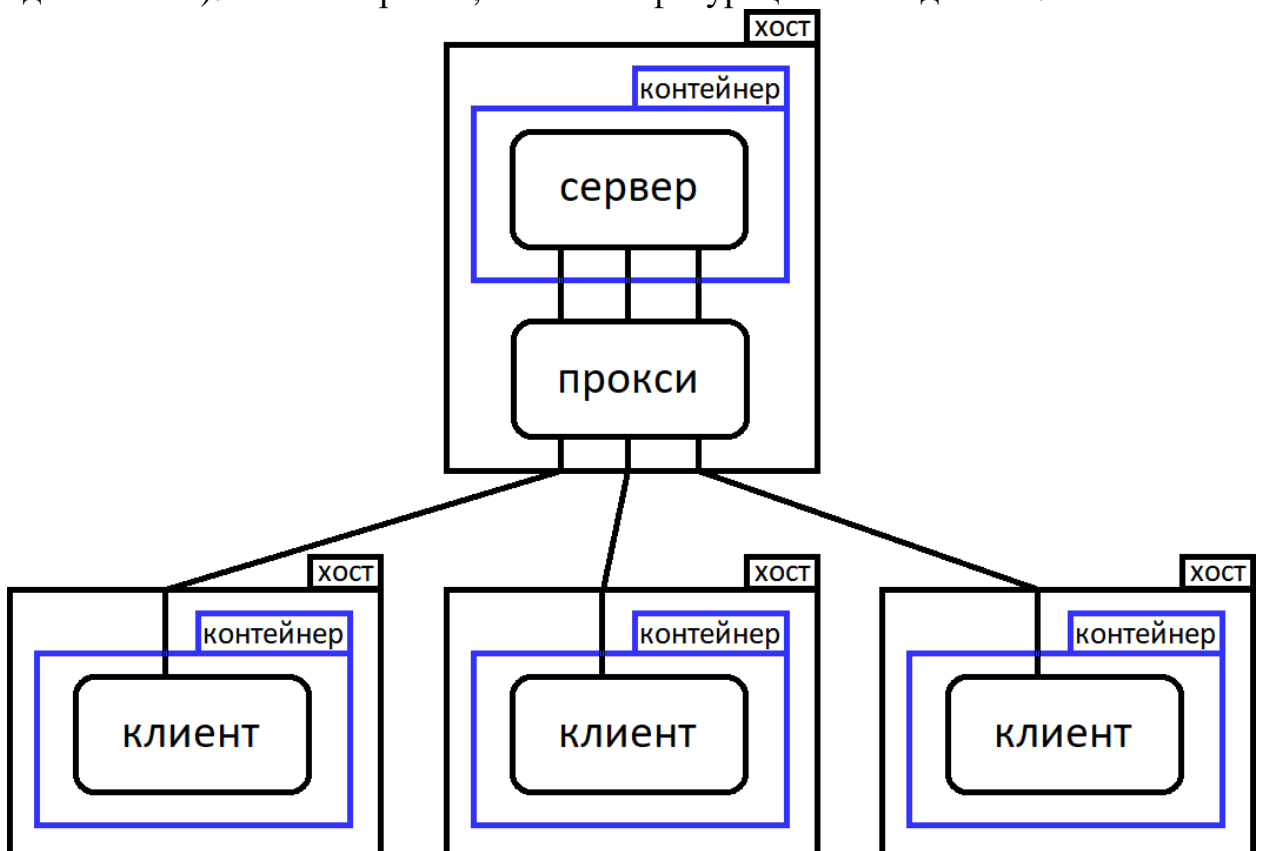 хост
контейнер
сервер
прокси
хост
хост
хост
контейнер
контейнер
контейнер
клиент
клиент
клиент